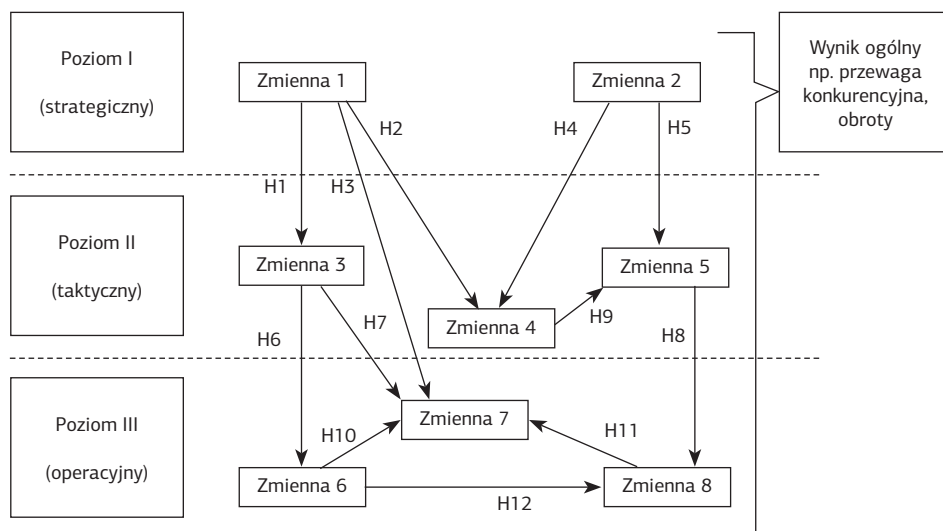 Poziom I
(strategiczny)
Zmienna 1
Zmienna 2
Wynik ogólny
np. przewaga
konkurencyjna,
obroty
H2
H4
H5
H1
H3
Poziom II
(taktyczny)
Zmienna 3
Zmienna 5
Zmienna 4
H9
H7
H6
H8
Poziom III
(operacyjny)
Zmienna 7
H10
H11
Zmienna 6
Zmienna 8
H12